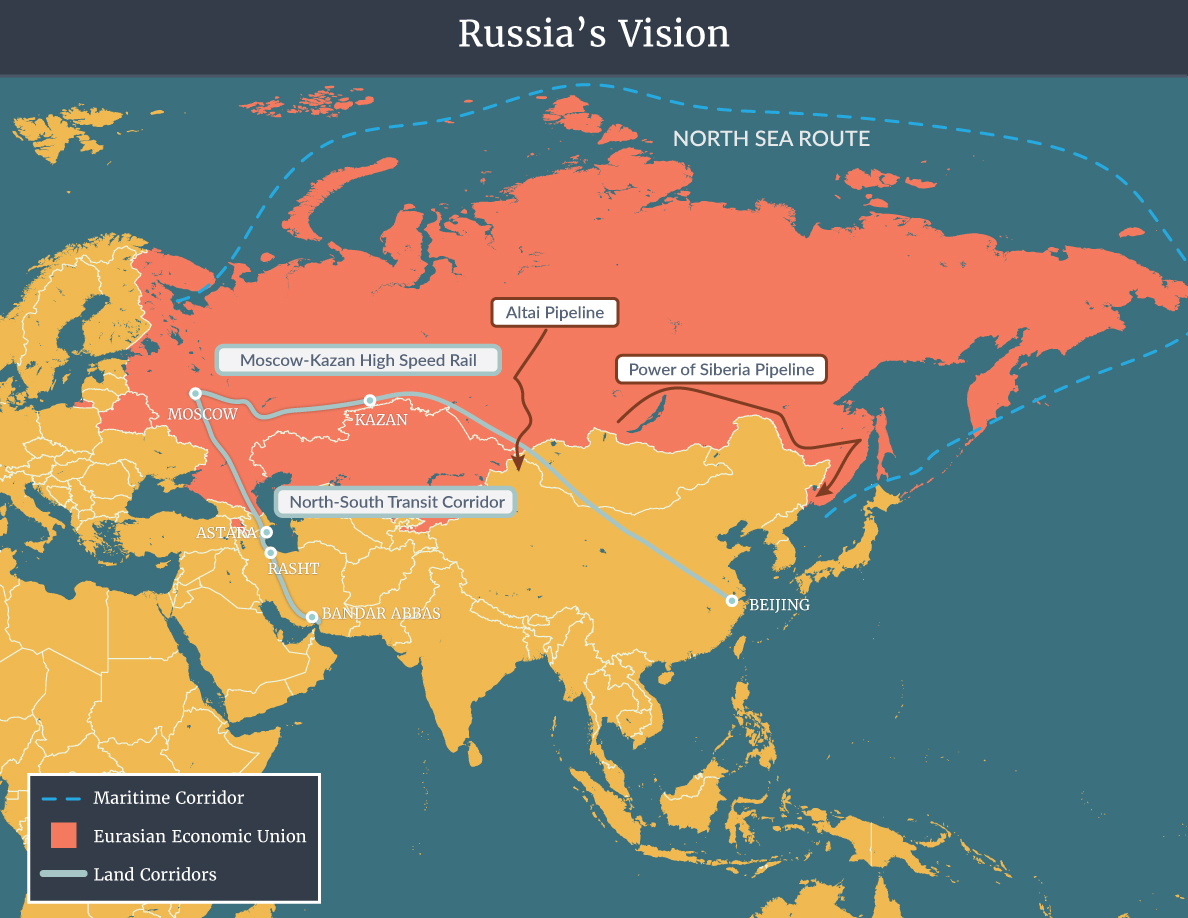 Russia's Vision
NORTH SEA ROUTE
Altai Pipeline
Moscow-Kazan High Speed Rail
Power of Siberia Pipeline
MOSCOW
KAZAN
North-South Transit Corridor
ASTARA
RASHT
BEIJING
BANDAR ABBAS
Maritime Corridor
Eurasian Economic Union
Land Corridors